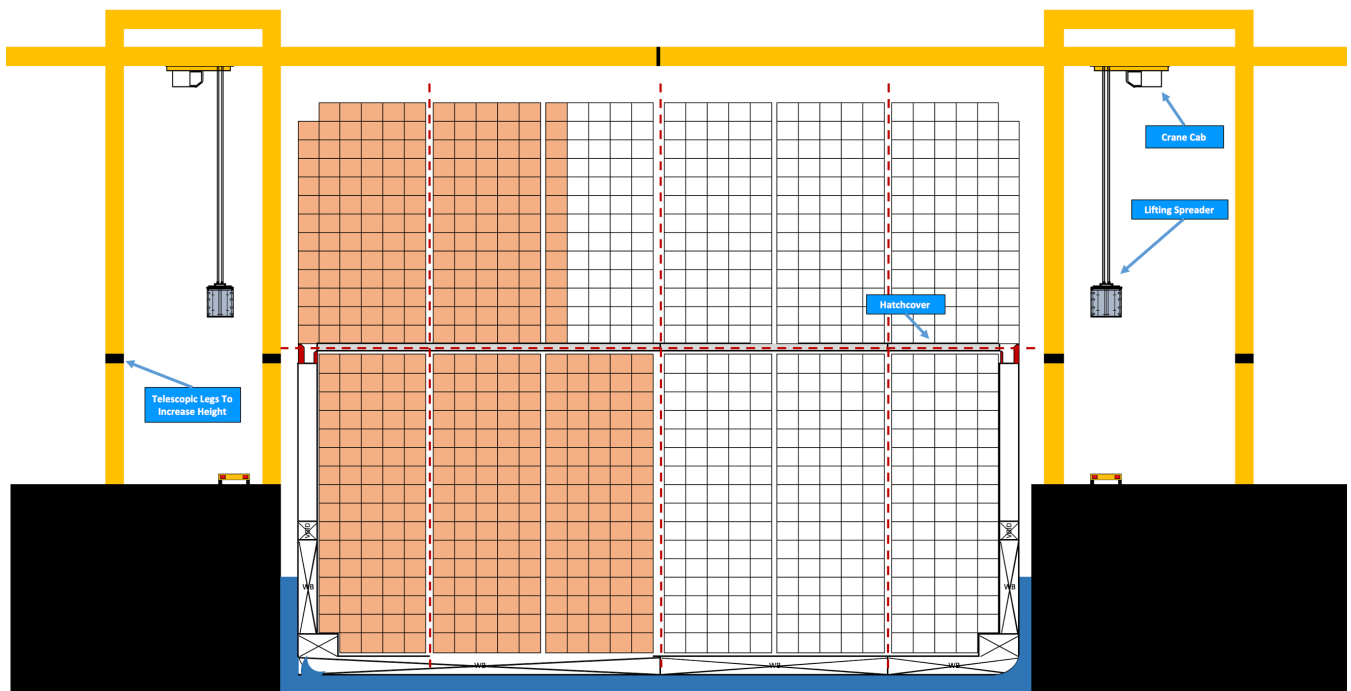 Crane Cab
Lifting Spreader
Hatchcover
Telescopic Legs To
Increase Height
WB
WB
WB
WB
WB